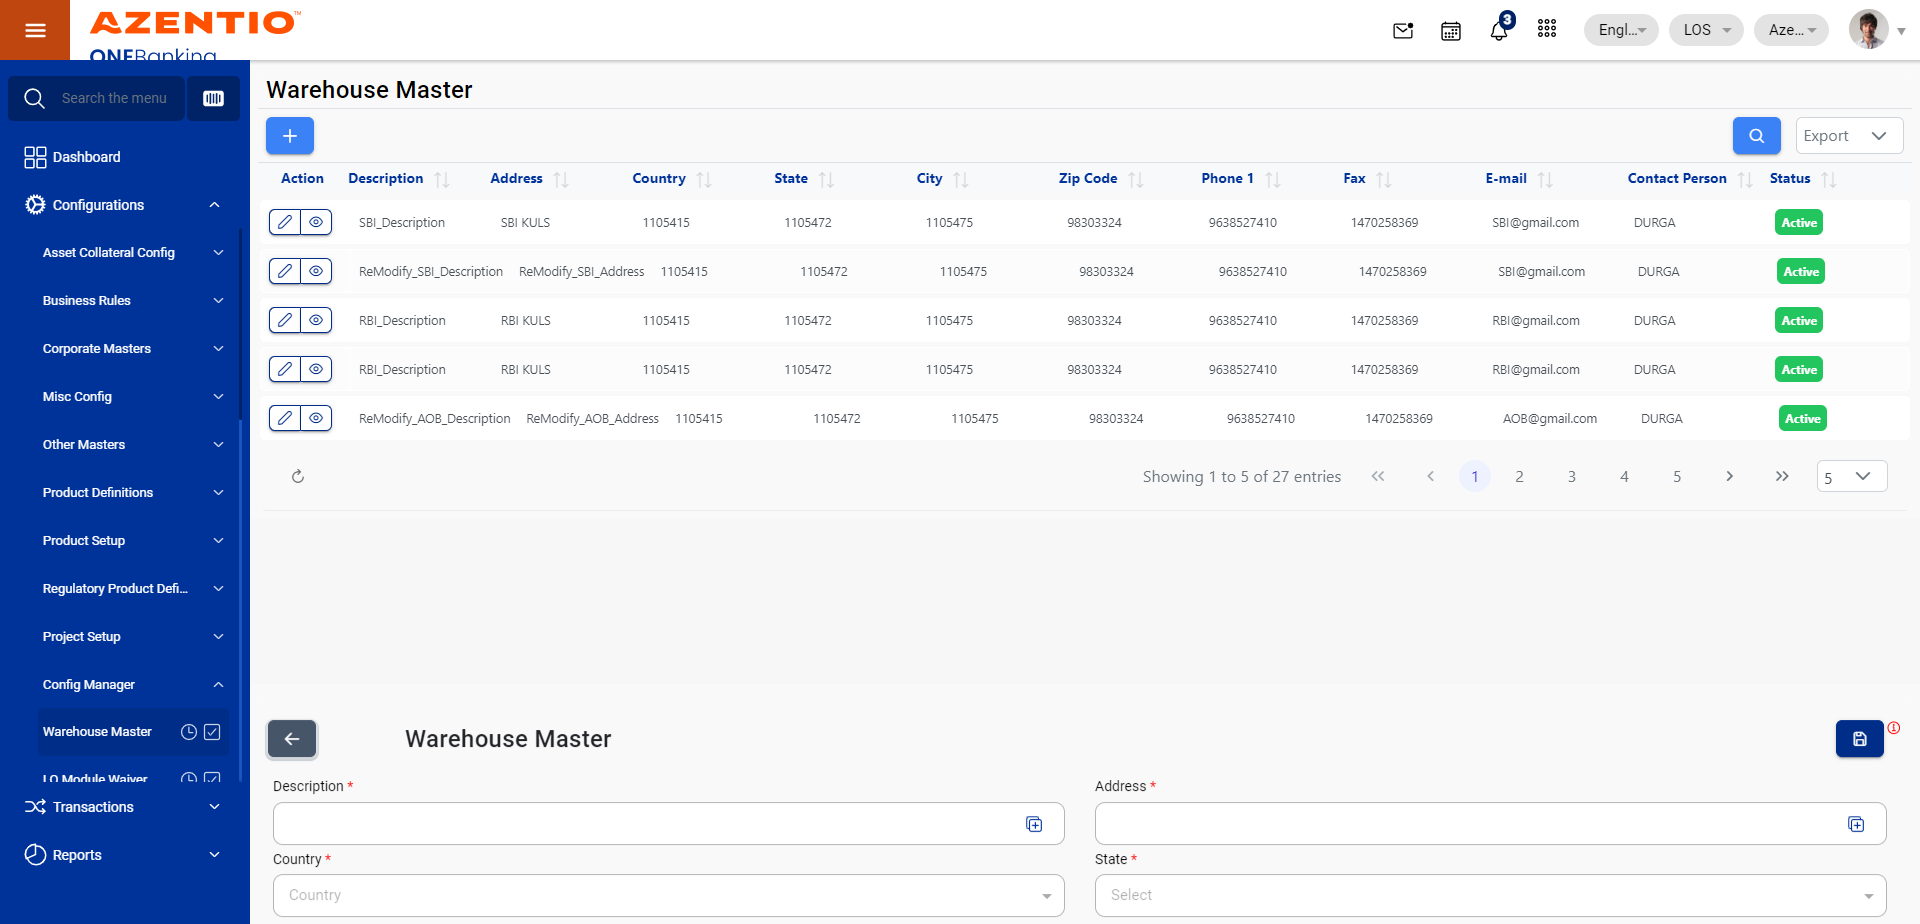 AZENTIO™
ONEBanking
3
Engl...
LOS
Aze...
Search the menu
Dashboard
Configurations
Asset Collateral Config
Business Rules
Corporate Masters
Misc Config
Other Masters
Product Definitions
Product Setup
Regulatory Product Defi...
Project Setup
Config Manager
Warehouse Master
LO Module Waiver
Transactions
Reports
Warehouse Master
Export
Action Description Address Country State City Zip Code Phone 1 Fax E-mail Contact Person Status
SBI_Description SBI KULS 1105415 1105472 1105475 98303324 9638527410 1470258369 SBI@gmail.com DURGA Active
ReModify_SBI_Description ReModify_SBI_Address 1105415 1105472 1105475 98303324 9638527410 1470258369 SBI@gmail.com DURGA Active
RBI_Description RBI KULS 1105415 1105472 1105475 98303324 9638527410 1470258369 RBI@gmail.com DURGA Active
RBI_Description RBI KULS 1105415 1105472 1105475 98303324 9638527410 1470258369 RBI@gmail.com DURGA Active
ReModify_AOB_Description ReModify_AOB_Address 1105415 1105472 1105475 98303324 9638527410 1470258369 AOB@gmail.com DURGA Active
Showing 1 to 5 of 27 entries 1 2 3 4 5 5
Warehouse Master
Description * Address *
Country * State *
Country Select